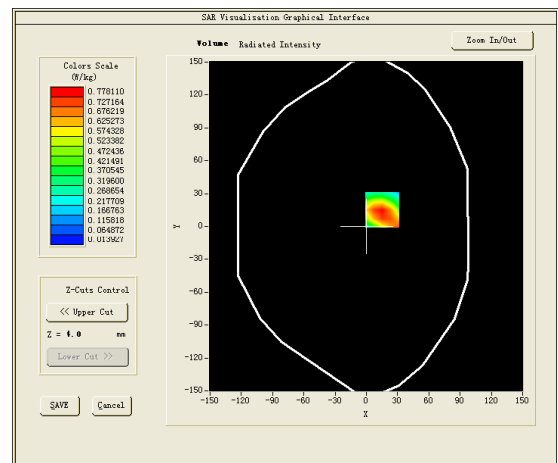 SAR Visualisation Graphical Interface
Volume Radiated Intensity
Zoom In/Out
Colors Scale
(W/kg)
0.778110
0.727164
0.676219
0.625273
0.574328
0.523382
0.472436
0.421491
0.370545
0.319600
0.268654
0.217709
0.166763
0.115818
0.064872
0.013927
Z-Cuts Control
<< Upper Cut
Z = 4.0 mm
Lower Cut >>
SAVE Cancel
150
120
90
60
30
0
-30
-60
-90
-120
-150
Y
-150 -120 -90 -60 -30 0 30 60 90 120 150
X